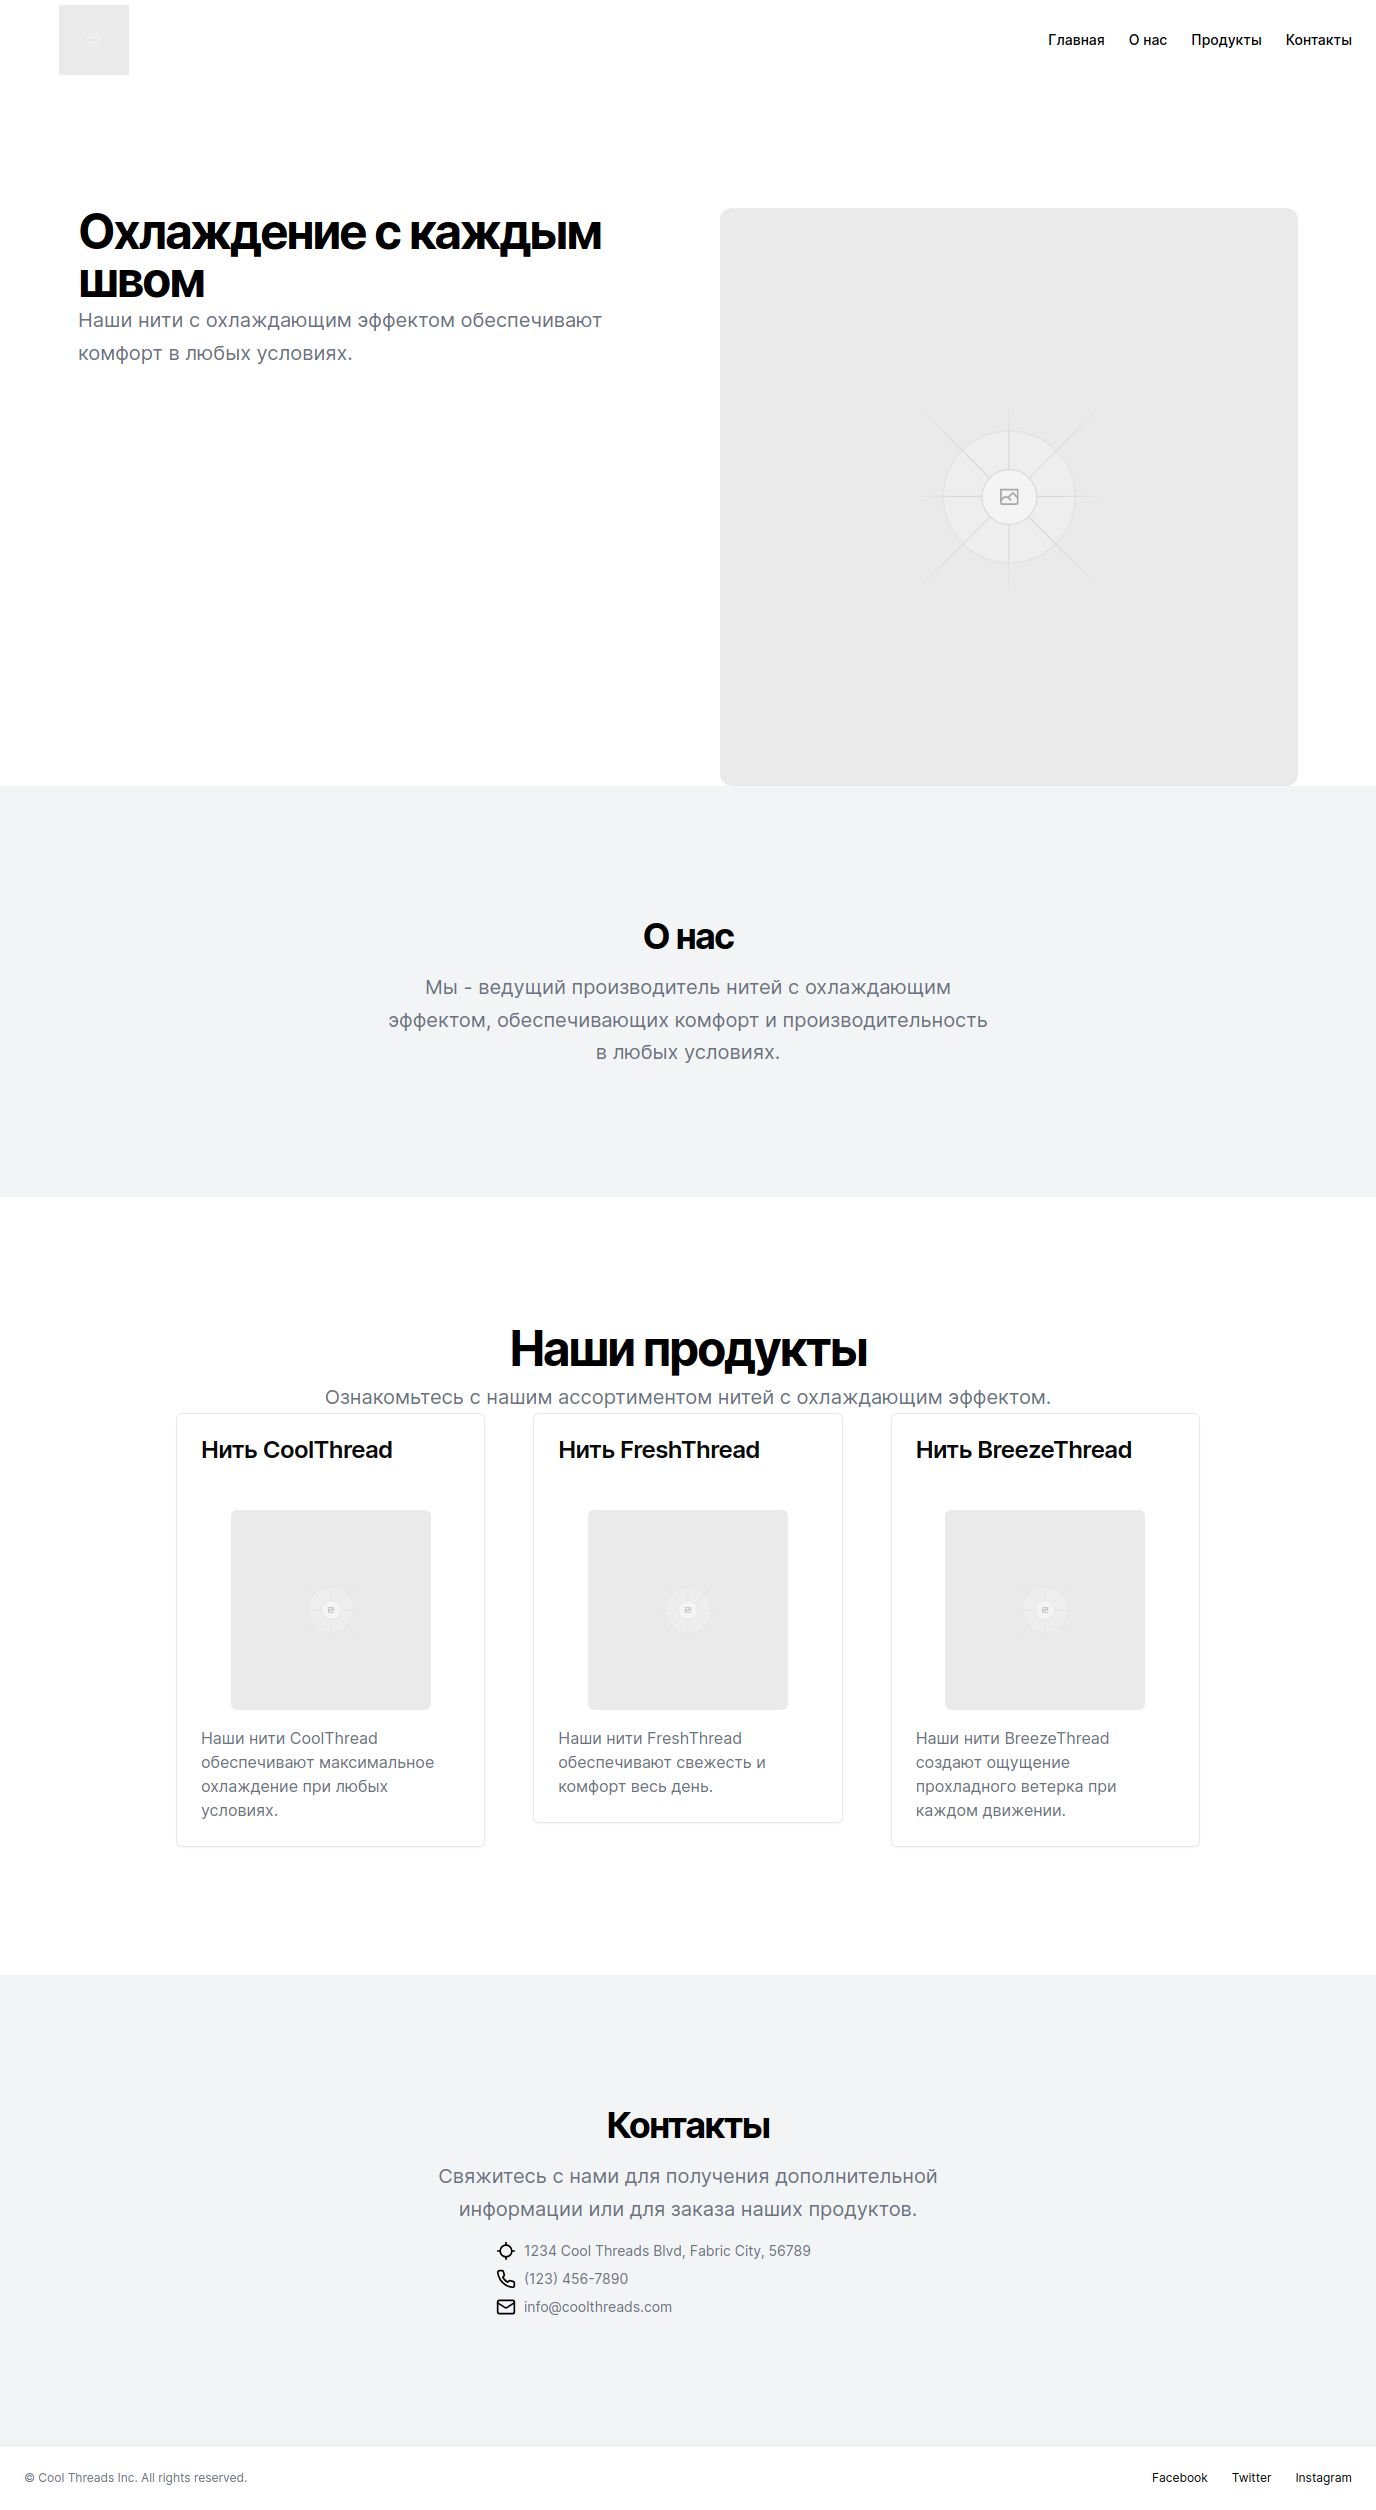 Главная О нас Продукты Контакты
Охлаждение с каждым
швом
Наши нити с охлаждающим эффектом обеспечивают
комфорт в любых условиях.
О нас
Мы - ведущий производитель нитей с охлаждающим
эффектом, обеспечивающих комфорт и производительность
в любых условиях.
Наши продукты
Ознакомьтесь с нашим ассортиментом нитей с охлаждающим эффектом.
Нить CoolThread
Наши нити CoolThread
обеспечивают максимальное
охлаждение при любых
условиях.
Нить FreshThread
Наши нити FreshThread
обеспечивают свежесть и
комфорт весь день.
Нить BreezeThread
Наши нити BreezeThread
создают ощущение
прохладного ветерка при
каждом движении.
Контакты
Свяжитесь с нами для получения дополнительной
информации или для заказа наших продуктов.
1234 Cool Threads Blvd, Fabric City, 56789
(123) 456-7890
info@coolthreads.com
© Cool Threads Inc. All rights reserved.
Facebook Twitter Instagram